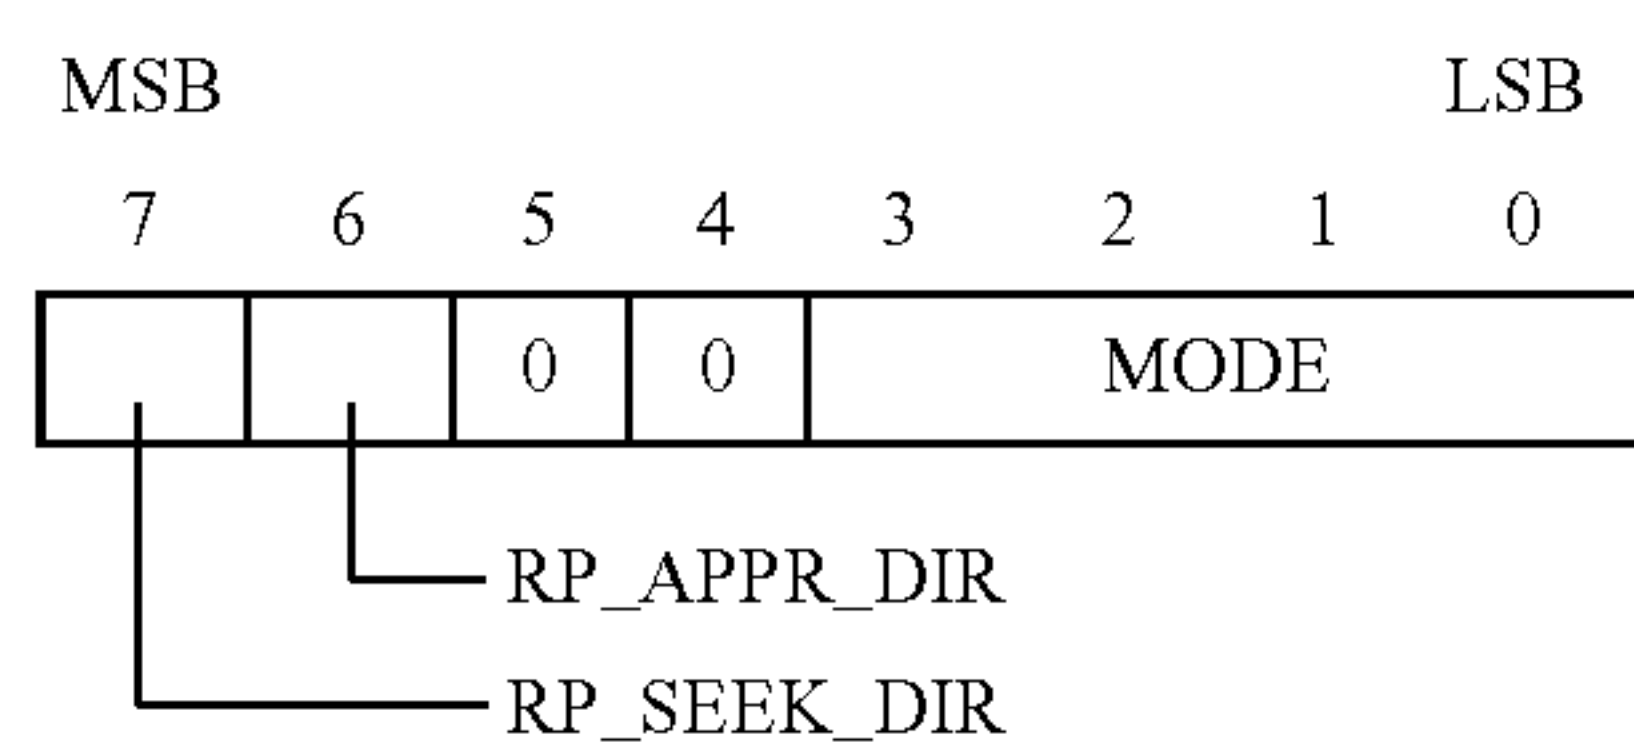 MSB LSB
7 6 5 4 3 2 1 0
0 0 MODE
RP_APPR_DIR
RP_SEEK_DIR